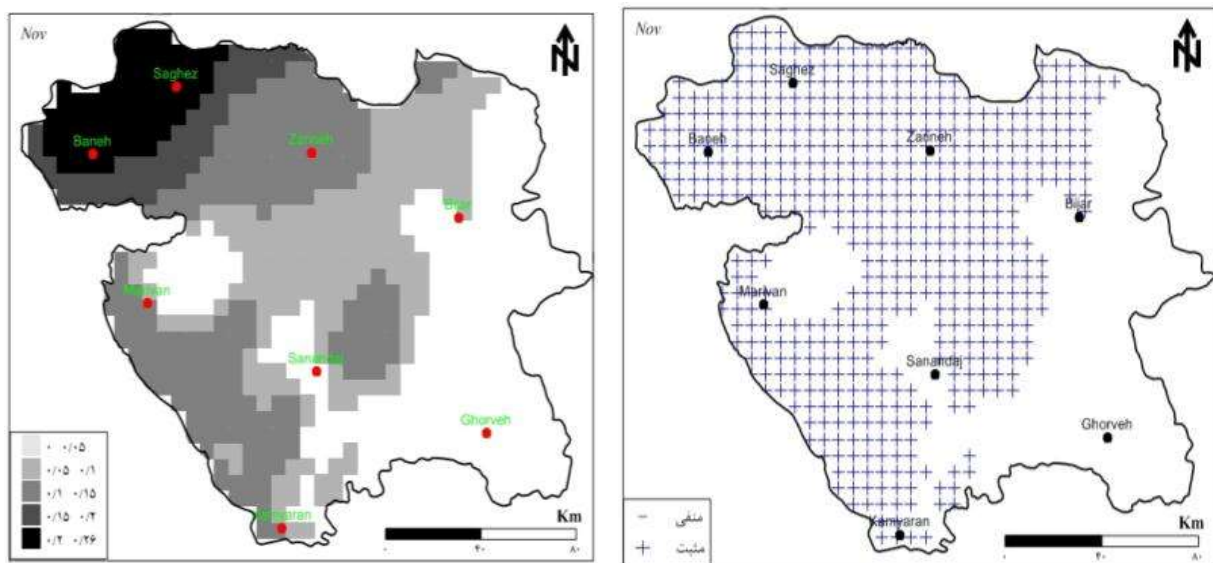 Nov
N
Saghez
Baneh
Zarineh
Bijar
Marivan
Sanandaj
Ghorveh
Kamyaran
۰ ۰/۰۵
۰/۰۵ ۰/۱
۰/۱ ۰/۱۵
۰/۱۵ ۰/۲
۰/۲ ۰/۲۶
Km
۰ ۴۰ ۸۰
Nov
N
Saghez
Baneh
Zarineh
Bijar
Marivan
Sanandaj
Ghorveh
Kamyaran
− منفی
+ مثبت
Km
۰ ۴۰ ۸۰